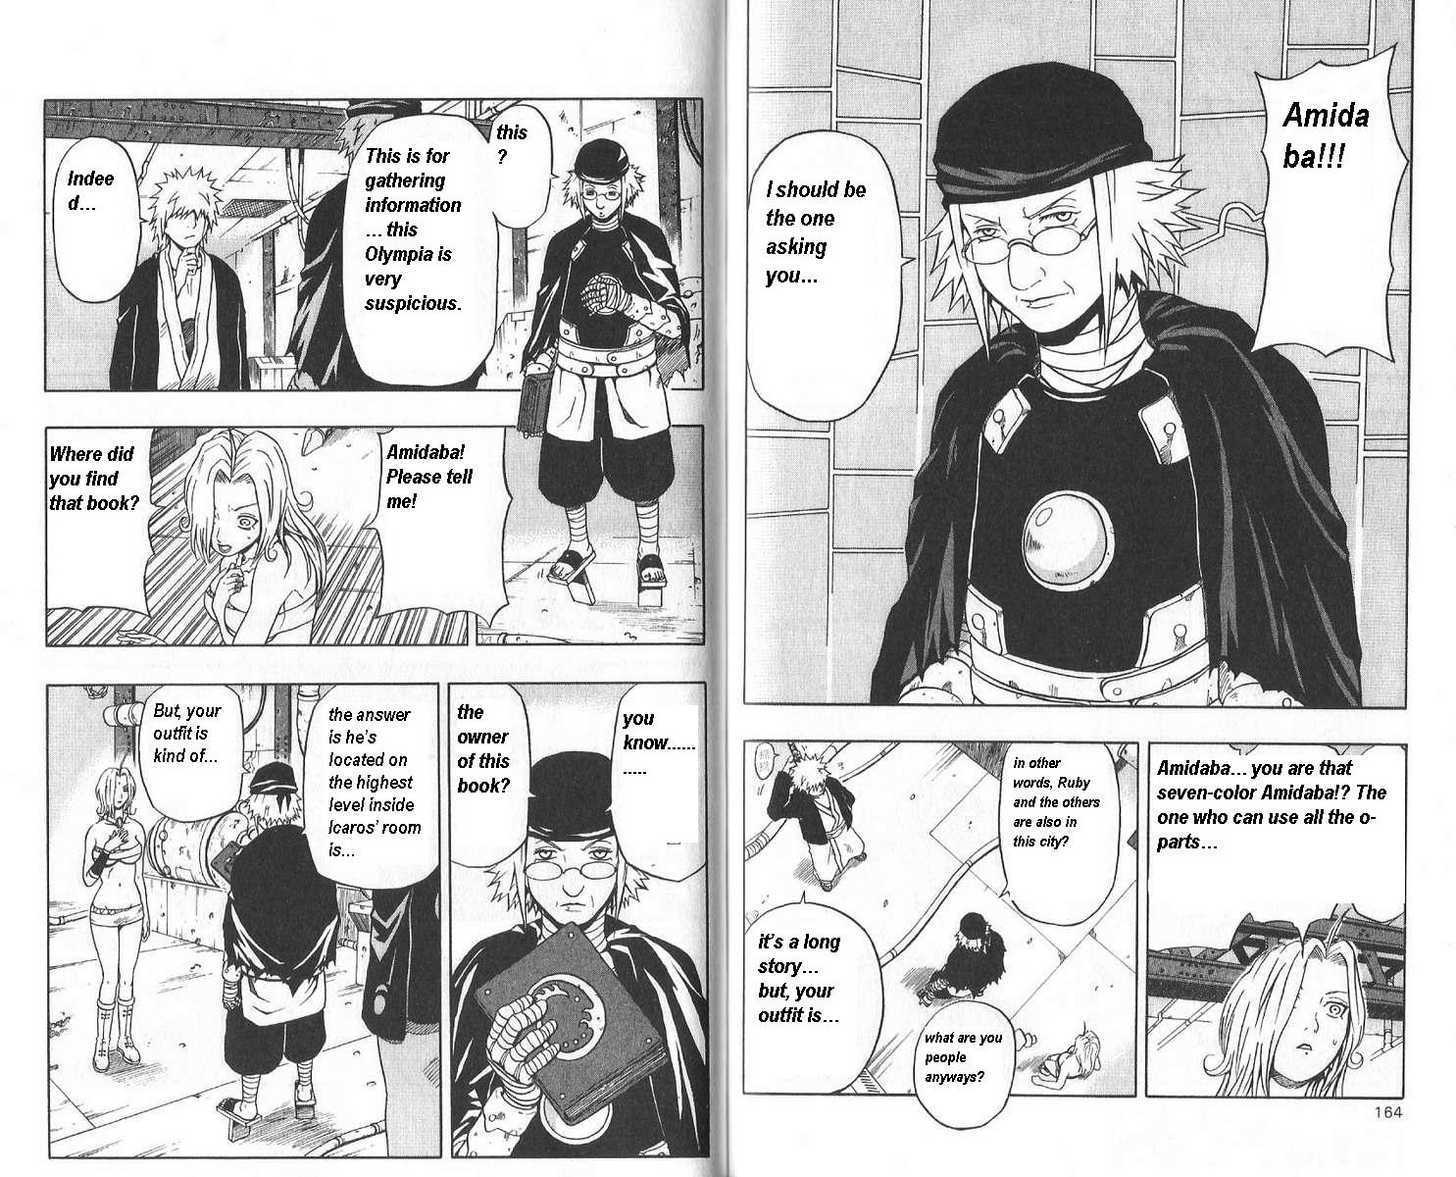 Amida
ba!!!
I should be
the one
asking
you...
Amidaba... you are that
seven-color Amidaba!? The
one who can use all the o-
parts...
in other
words, Ruby
and the others
are also in
this city?
it's a long
story...
but, your
outfit is...
what are you
people
anyways?
164
this
?
This is for
gathering
information
... this
Olympia is
very
suspicious.
Indee
d...
Amidaba!
Please tell
me!
Where did
you find
that book?
you
know......
.....
the
owner
of this
book?
the answer
is he's
located on
the highest
level inside
Icaros' room
is...
But, your
outfit is
kind of...